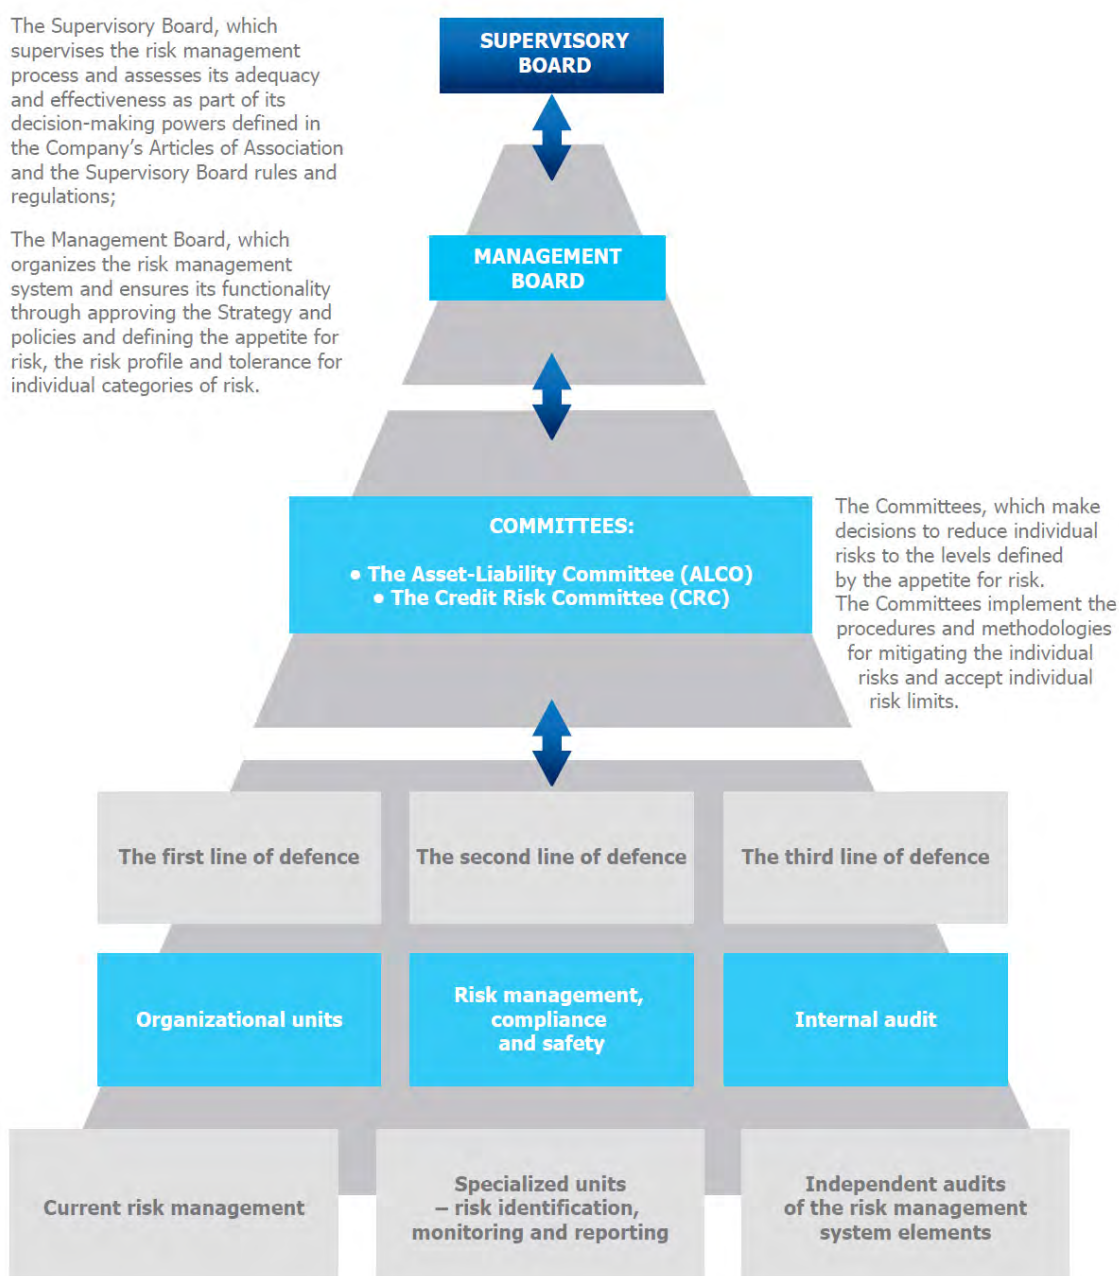 The Supervisory Board, which
supervises the risk management
process and assesses its adequacy
and effectiveness as part of its
decision-making powers defined in
the Company's Articles of Association
and the Supervisory Board rules and
regulations;
The Management Board, which
organizes the risk management
system and ensures its functionality
through approving the Strategy and
policies and defining the appetite for
risk, the risk profile and tolerance for
individual categories of risk.
SUPERVISORY
BOARD
MANAGEMENT
BOARD
COMMITTEES:
● The Asset-Liability Committee (ALCO)
● The Credit Risk Committee (CRC)
The Committees, which make
decisions to reduce individual
risks to the levels defined
by the appetite for risk.
The Committees implement the
procedures and methodologies
for mitigating the individual
risks and accept individual
risk limits.
The first line of defence
The second line of defence
The third line of defence
Organizational units
Risk management,
compliance
and safety
Internal audit
Current risk management
Specialized units
– risk identification,
monitoring and reporting
Independent audits
of the risk management
system elements